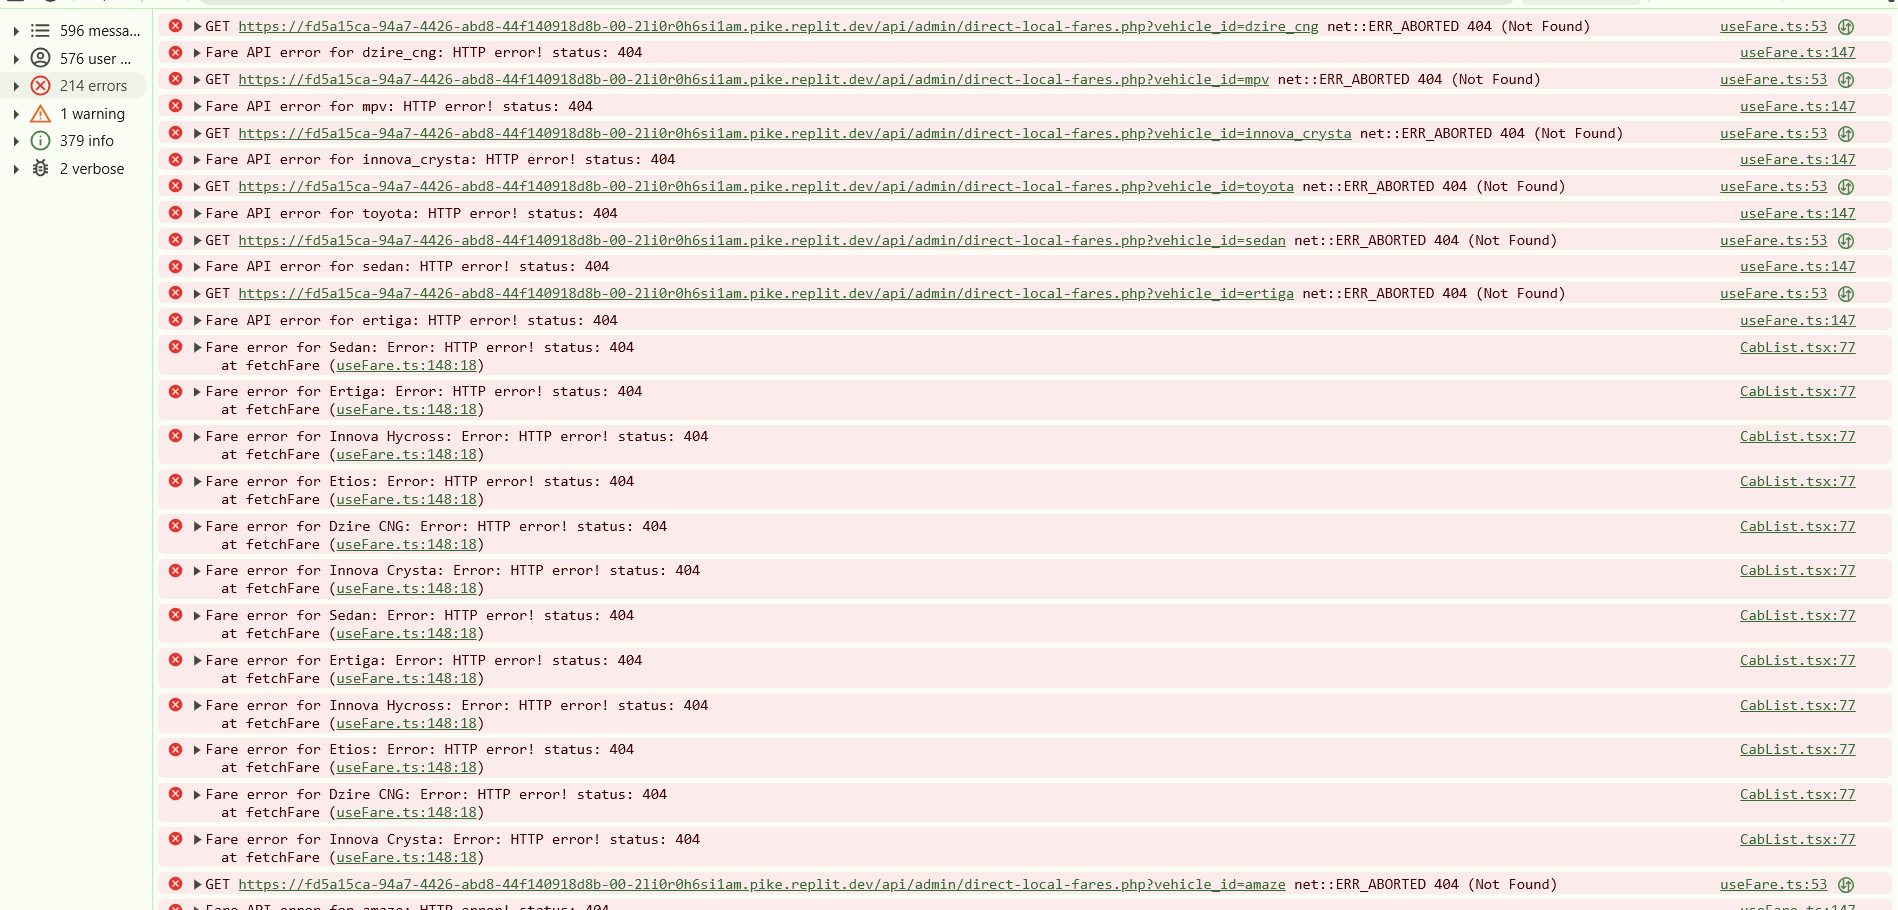 596 messa...
576 user ...
214 errors
1 warning
379 info
2 verbose
GET https://fd5a15ca-94a7-4426-abd8-44f140918d8b-00-2li0r0h6si1am.pike.replit.dev/api/admin/direct-local-fares.php?vehicle_id=dzire_cng net::ERR_ABORTED 404 (Not Found) useFare.ts:53
Fare API error for dzire_cng: HTTP error! status: 404 useFare.ts:147
GET https://fd5a15ca-94a7-4426-abd8-44f140918d8b-00-2li0r0h6si1am.pike.replit.dev/api/admin/direct-local-fares.php?vehicle_id=mpv net::ERR_ABORTED 404 (Not Found) useFare.ts:53
Fare API error for mpv: HTTP error! status: 404 useFare.ts:147
GET https://fd5a15ca-94a7-4426-abd8-44f140918d8b-00-2li0r0h6si1am.pike.replit.dev/api/admin/direct-local-fares.php?vehicle_id=innova_crysta net::ERR_ABORTED 404 (Not Found) useFare.ts:53
Fare API error for innova_crysta: HTTP error! status: 404 useFare.ts:147
GET https://fd5a15ca-94a7-4426-abd8-44f140918d8b-00-2li0r0h6si1am.pike.replit.dev/api/admin/direct-local-fares.php?vehicle_id=toyota net::ERR_ABORTED 404 (Not Found) useFare.ts:53
Fare API error for toyota: HTTP error! status: 404 useFare.ts:147
GET https://fd5a15ca-94a7-4426-abd8-44f140918d8b-00-2li0r0h6si1am.pike.replit.dev/api/admin/direct-local-fares.php?vehicle_id=sedan net::ERR_ABORTED 404 (Not Found) useFare.ts:53
Fare API error for sedan: HTTP error! status: 404 useFare.ts:147
GET https://fd5a15ca-94a7-4426-abd8-44f140918d8b-00-2li0r0h6si1am.pike.replit.dev/api/admin/direct-local-fares.php?vehicle_id=ertiga net::ERR_ABORTED 404 (Not Found) useFare.ts:53
Fare API error for ertiga: HTTP error! status: 404 useFare.ts:147
Fare error for Sedan: Error: HTTP error! status: 404 CabList.tsx:77
at fetchFare (useFare.ts:148:18)
Fare error for Ertiga: Error: HTTP error! status: 404 CabList.tsx:77
at fetchFare (useFare.ts:148:18)
Fare error for Innova Hycross: Error: HTTP error! status: 404 CabList.tsx:77
at fetchFare (useFare.ts:148:18)
Fare error for Etios: Error: HTTP error! status: 404 CabList.tsx:77
at fetchFare (useFare.ts:148:18)
Fare error for Dzire CNG: Error: HTTP error! status: 404 CabList.tsx:77
at fetchFare (useFare.ts:148:18)
Fare error for Innova Crysta: Error: HTTP error! status: 404 CabList.tsx:77
at fetchFare (useFare.ts:148:18)
Fare error for Sedan: Error: HTTP error! status: 404 CabList.tsx:77
at fetchFare (useFare.ts:148:18)
Fare error for Ertiga: Error: HTTP error! status: 404 CabList.tsx:77
at fetchFare (useFare.ts:148:18)
Fare error for Innova Hycross: Error: HTTP error! status: 404 CabList.tsx:77
at fetchFare (useFare.ts:148:18)
Fare error for Etios: Error: HTTP error! status: 404 CabList.tsx:77
at fetchFare (useFare.ts:148:18)
Fare error for Dzire CNG: Error: HTTP error! status: 404 CabList.tsx:77
at fetchFare (useFare.ts:148:18)
Fare error for Innova Crysta: Error: HTTP error! status: 404 CabList.tsx:77
at fetchFare (useFare.ts:148:18)
GET https://fd5a15ca-94a7-4426-abd8-44f140918d8b-00-2li0r0h6si1am.pike.replit.dev/api/admin/direct-local-fares.php?vehicle_id=amaze net::ERR_ABORTED 404 (Not Found) useFare.ts:53
Fare API error for amaze: HTTP error! status: 404 useFare.ts:147